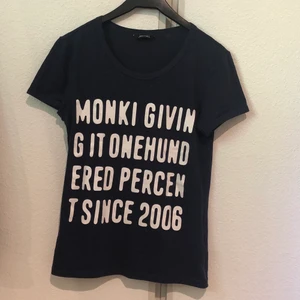 MONKI GIVIN
G IT ONEHUND
ERED PERCEN
T SINCE 2006